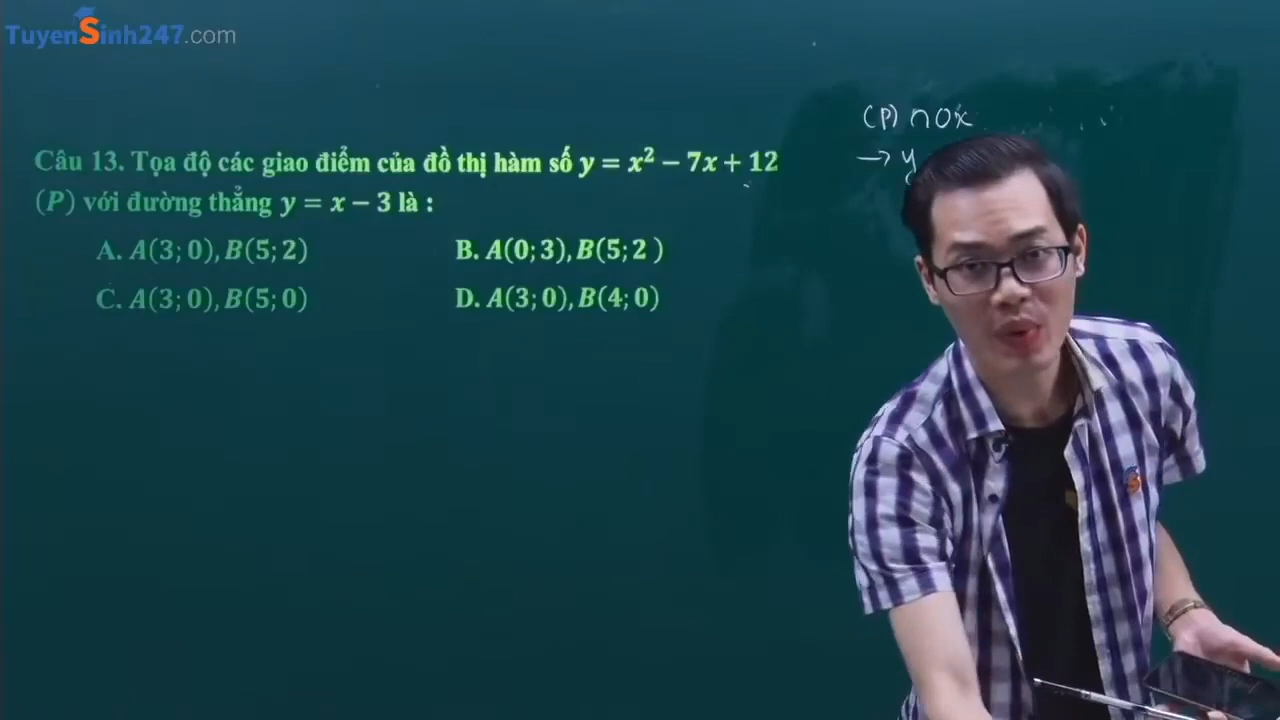 TuyenSinh247.com
(P) ∩ Ox
→ y
Câu 13. Tọa độ các giao điểm của đồ thị hàm số y = x² − 7x + 12
(P) với đường thẳng y = x − 3 là :
A. A(3; 0), B(5; 2) B. A(0; 3), B(5; 2 )
C. A(3; 0), B(5; 0) D. A(3; 0), B(4; 0)